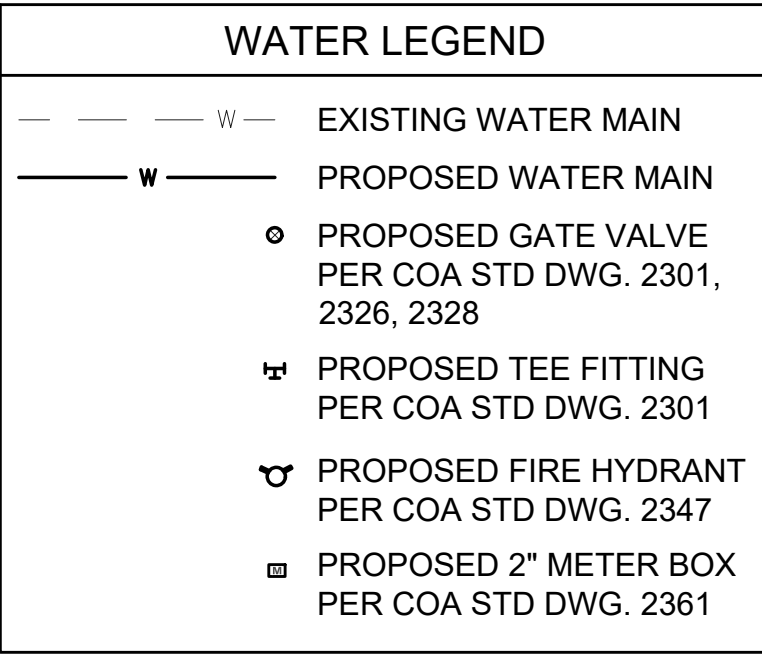 WATER LEGEND
W EXISTING WATER MAIN
W PROPOSED WATER MAIN
PROPOSED GATE VALVE
PER COA STD DWG. 2301,
2326, 2328
PROPOSED TEE FITTING
PER COA STD DWG. 2301
PROPOSED FIRE HYDRANT
PER COA STD DWG. 2347
M PROPOSED 2" METER BOX
PER COA STD DWG. 2361